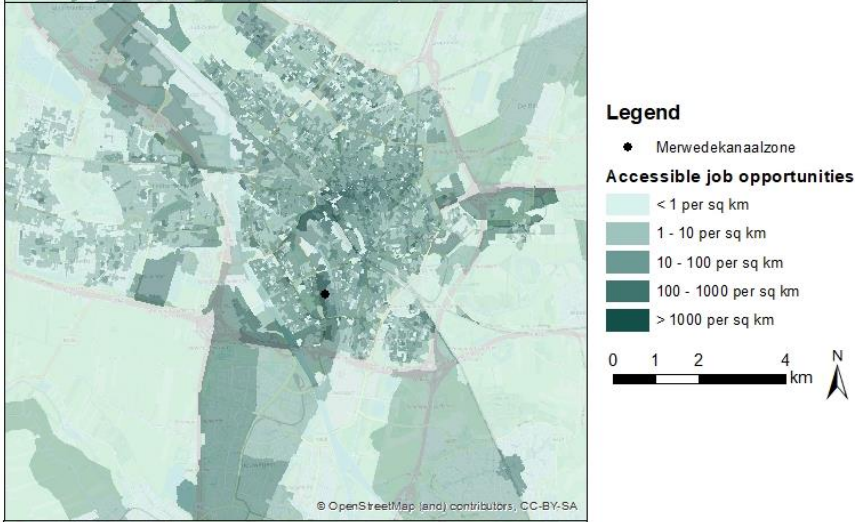 Legend
Merwedekanaalzone
Accessible job opportunities
< 1 per sq km
1 - 10 per sq km
10 - 100 per sq km
100 - 1000 per sq km
> 1000 per sq km
0 1 2 4
km
N
© OpenStreetMap (and) contributors, CC-BY-SA